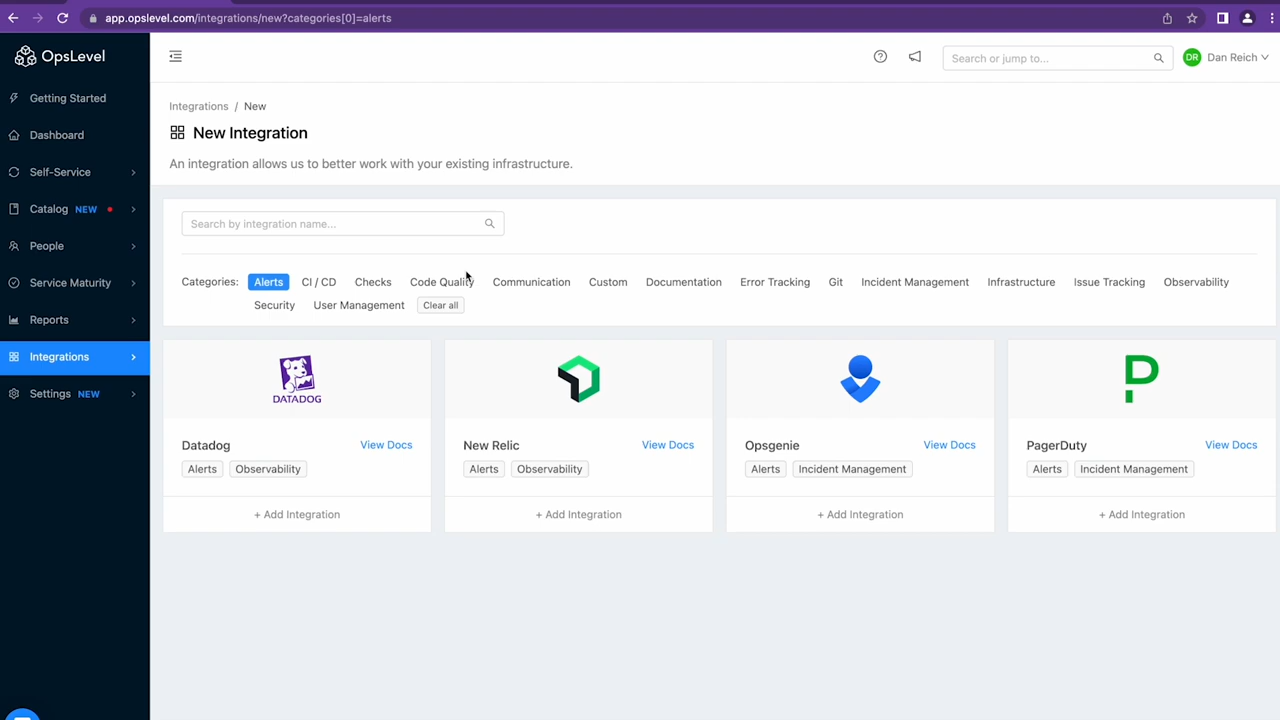 app.opslevel.com/integrations/new?categories[0]=alerts
OpsLevel
Search or jump to...
DR
Dan Reich
Getting Started
Dashboard
Self-Service
Catalog NEW
People
Service Maturity
Reports
Integrations
Settings NEW
Integrations / New
New Integration
An integration allows us to better work with your existing infrastructure.
Search by integration name...
Categories: Alerts CI / CD Checks Code Quality Communication Custom Documentation Error Tracking Git Incident Management Infrastructure Issue Tracking Observability
Security User Management Clear all
DATADOG
Datadog View Docs
Alerts Observability
+ Add Integration
New Relic View Docs
Alerts Observability
+ Add Integration
Opsgenie View Docs
Alerts Incident Management
+ Add Integration
P
PagerDuty View Docs
Alerts Incident Management
+ Add Integration